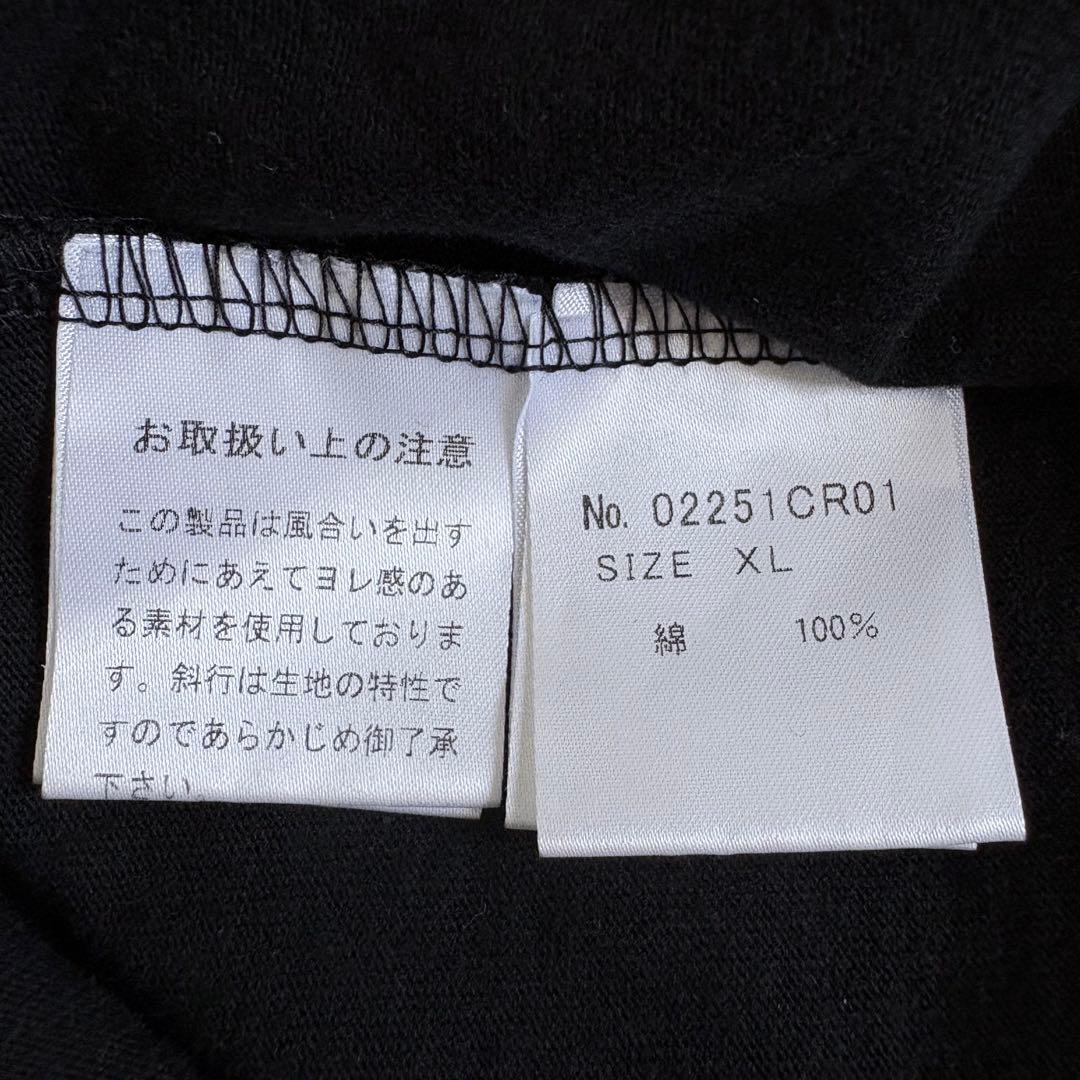 お取扱い上の注意
この製品は風合いを出す
ためにあえてヨレ感のあ
る素材を使用しておりま
す。斜行は生地の特性で
すのであらかじめ御了承
下さい
No. 02251CR01
SIZE XL
綿 100%